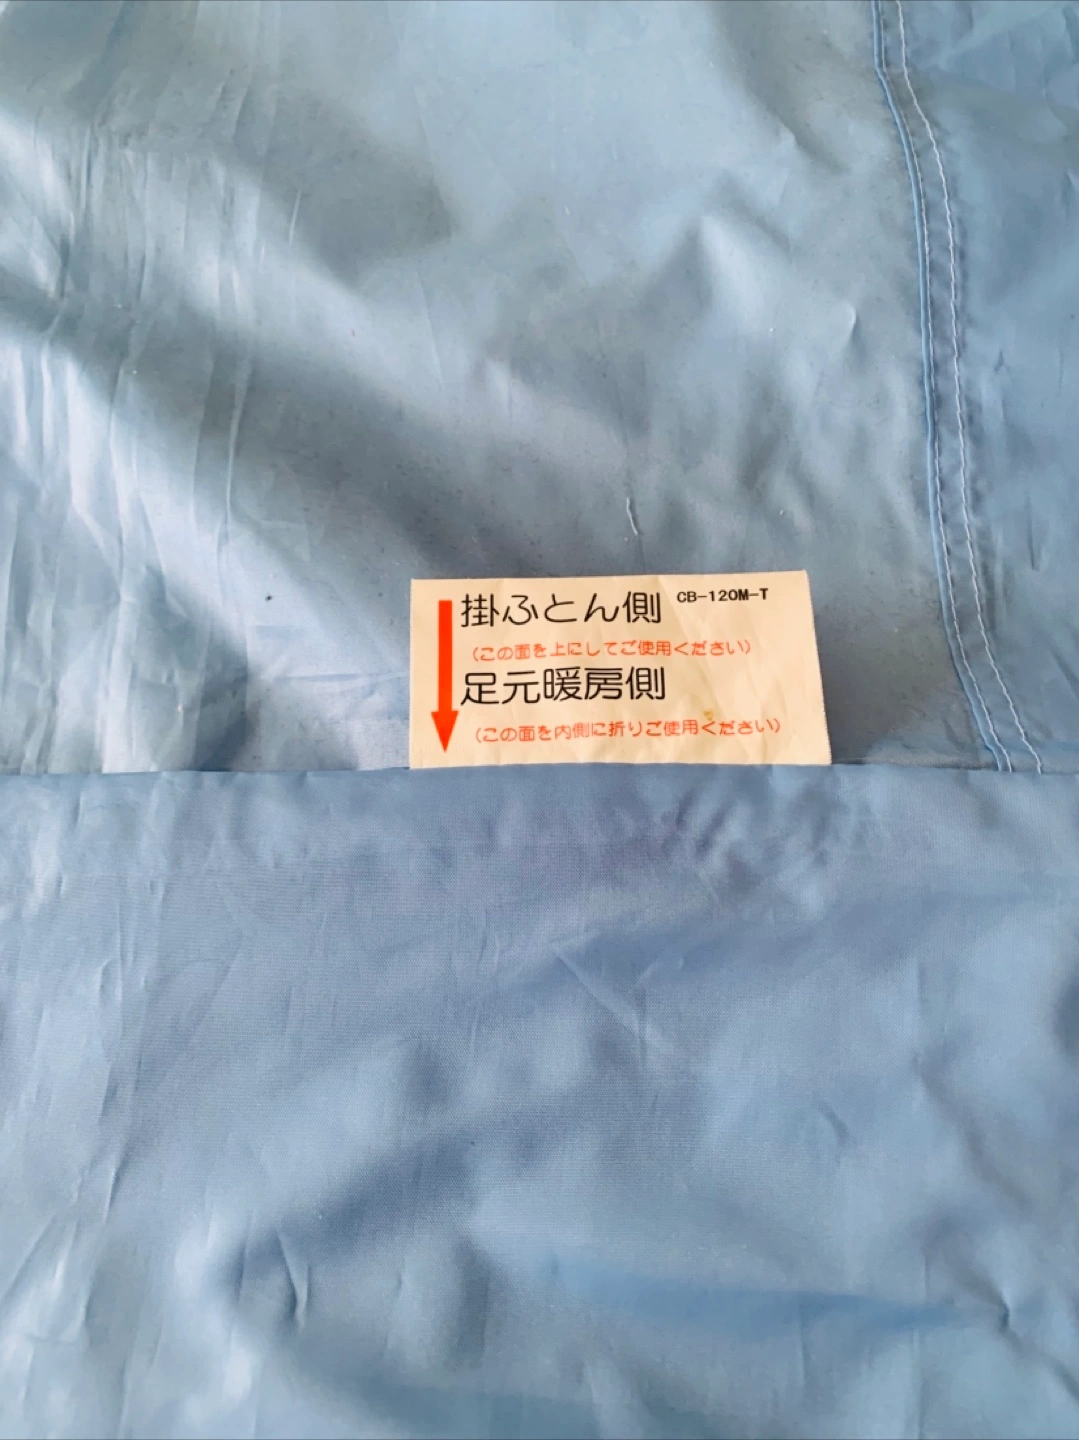 掛ふとん側 CB-120M-T
(この面を上にしてご使用ください)
足元暖房側
(この面を内側に折りご使用ください)